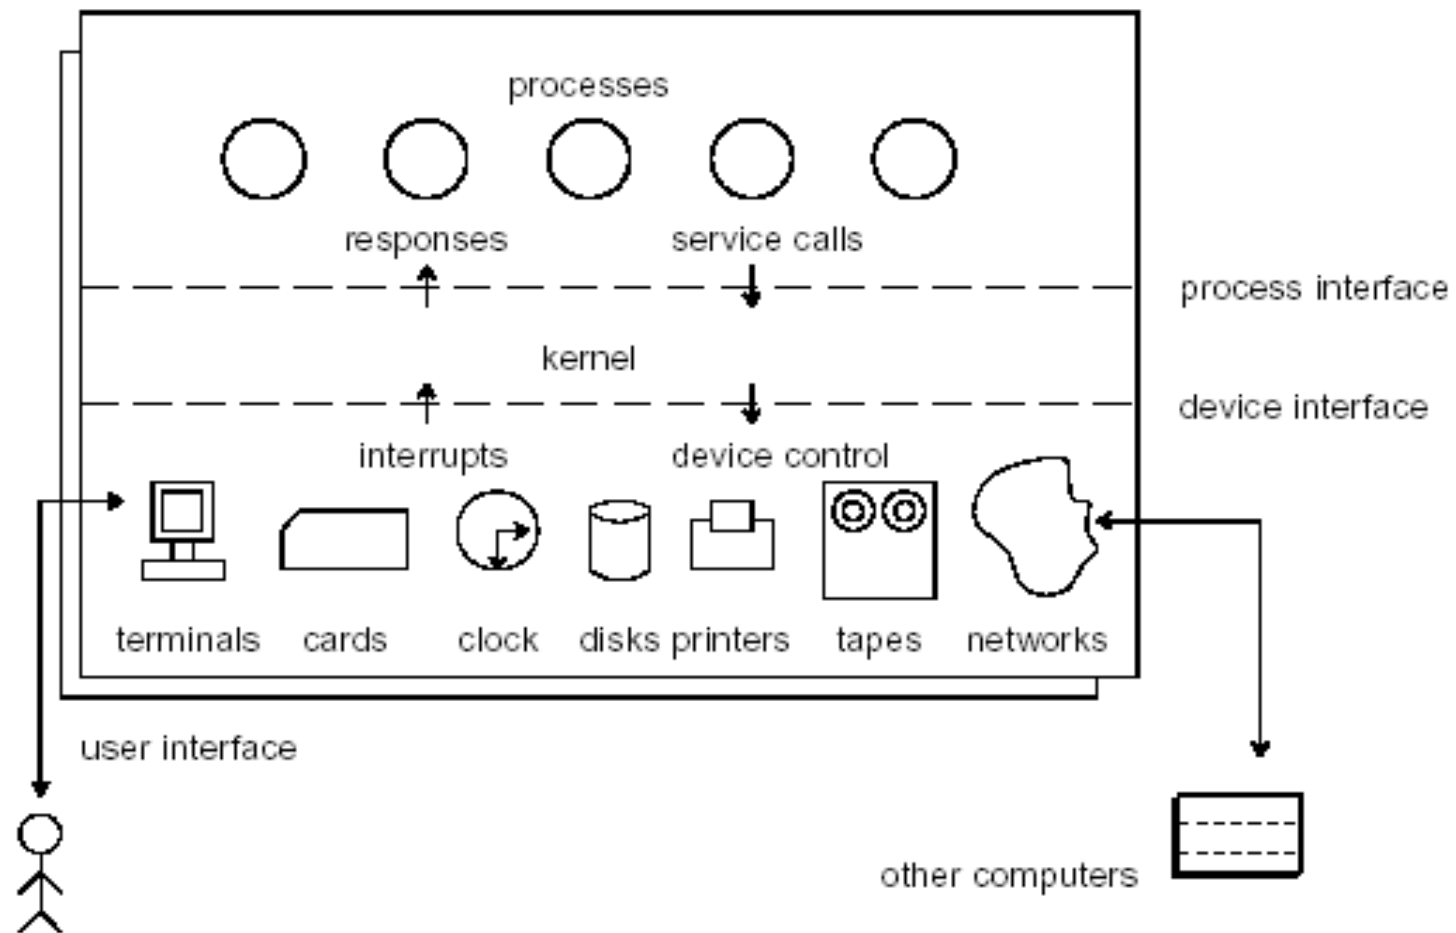 processes
responses
service calls
process interface
kernel
device interface
interrupts
device control
terminals
cards
clock
disks
printers
tapes
networks
user interface
other computers